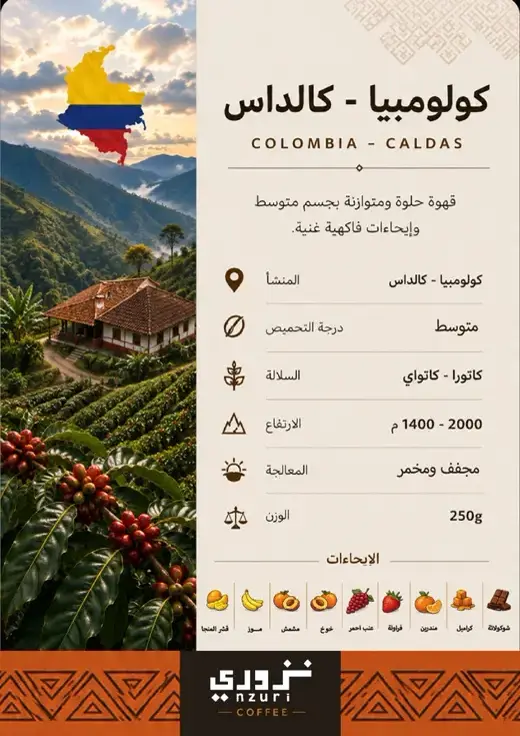 كولومبيا - كالداس
COLOMBIA - CALDAS
قهوة حلوة ومتوازنة بجسم متوسط
وإيحاءات فاكهية غنية.
المنشأ كولومبيا - كالداس
درجة التحميص متوسط
السلالة كاتورا - كاتواي
الارتفاع 2000 - 1400 م
المعالجة مجفف ومخمر
الوزن 250g
الإيحاءات
شوكولاتة كراميل مندرين فراولة عنب احمر خوخ مشمش مــوز قشر المنجا
نزوري
nzuri
COFFEE